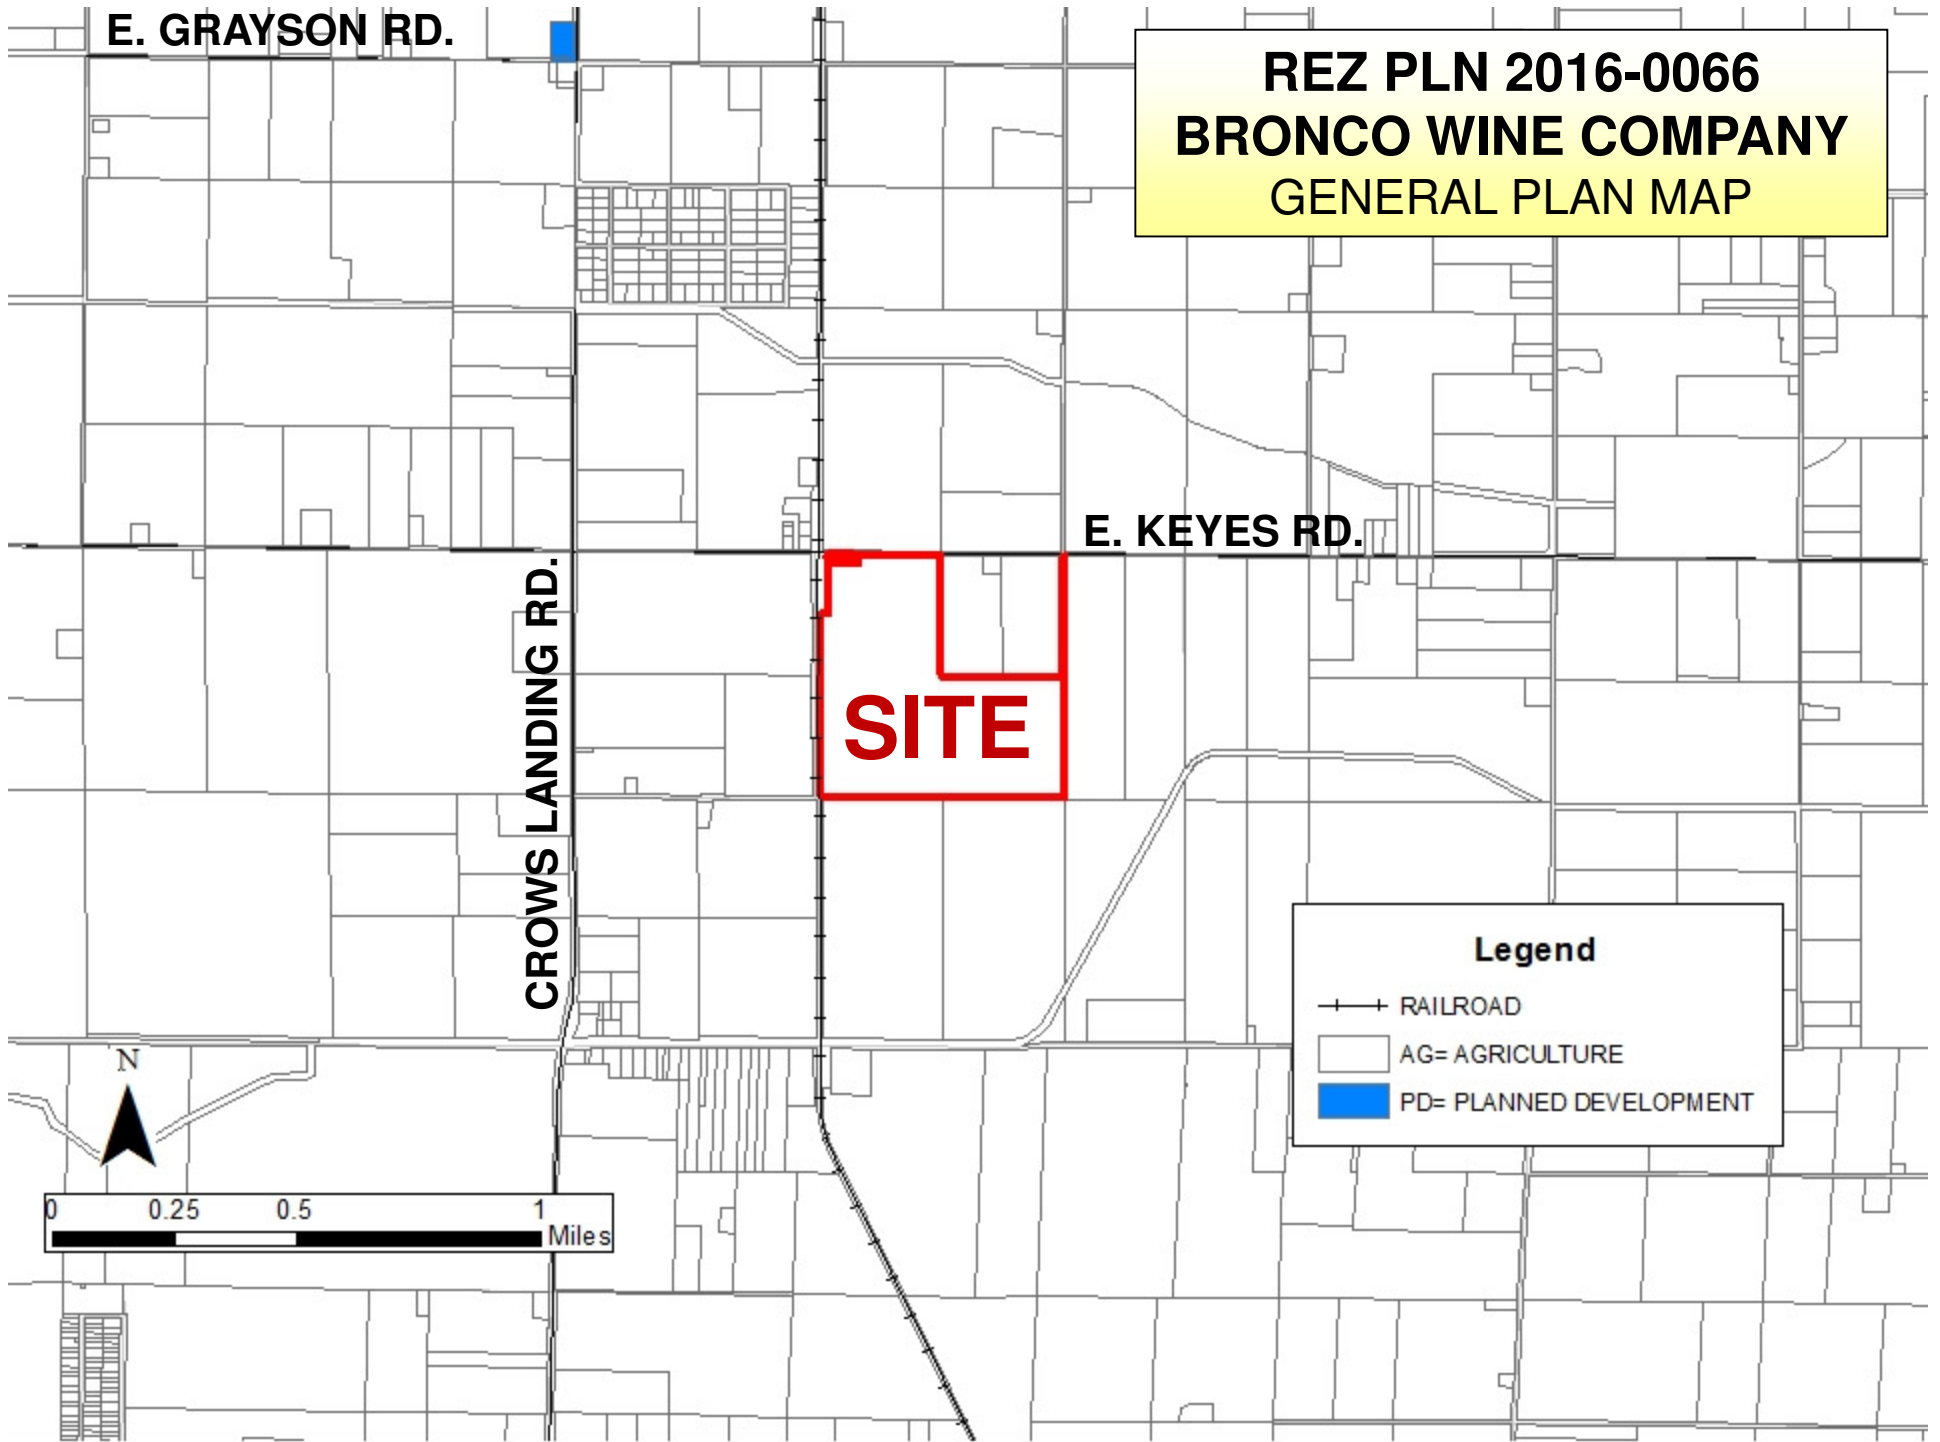 E. GRAYSON RD.
REZ PLN 2016-0066
BRONCO WINE COMPANY
GENERAL PLAN MAP
E. KEYES RD.
CROWS LANDING RD.
SITE
Legend
RAILROAD
AG= AGRICULTURE
PD= PLANNED DEVELOPMENT
N
0 0.25 0.5 1
Miles